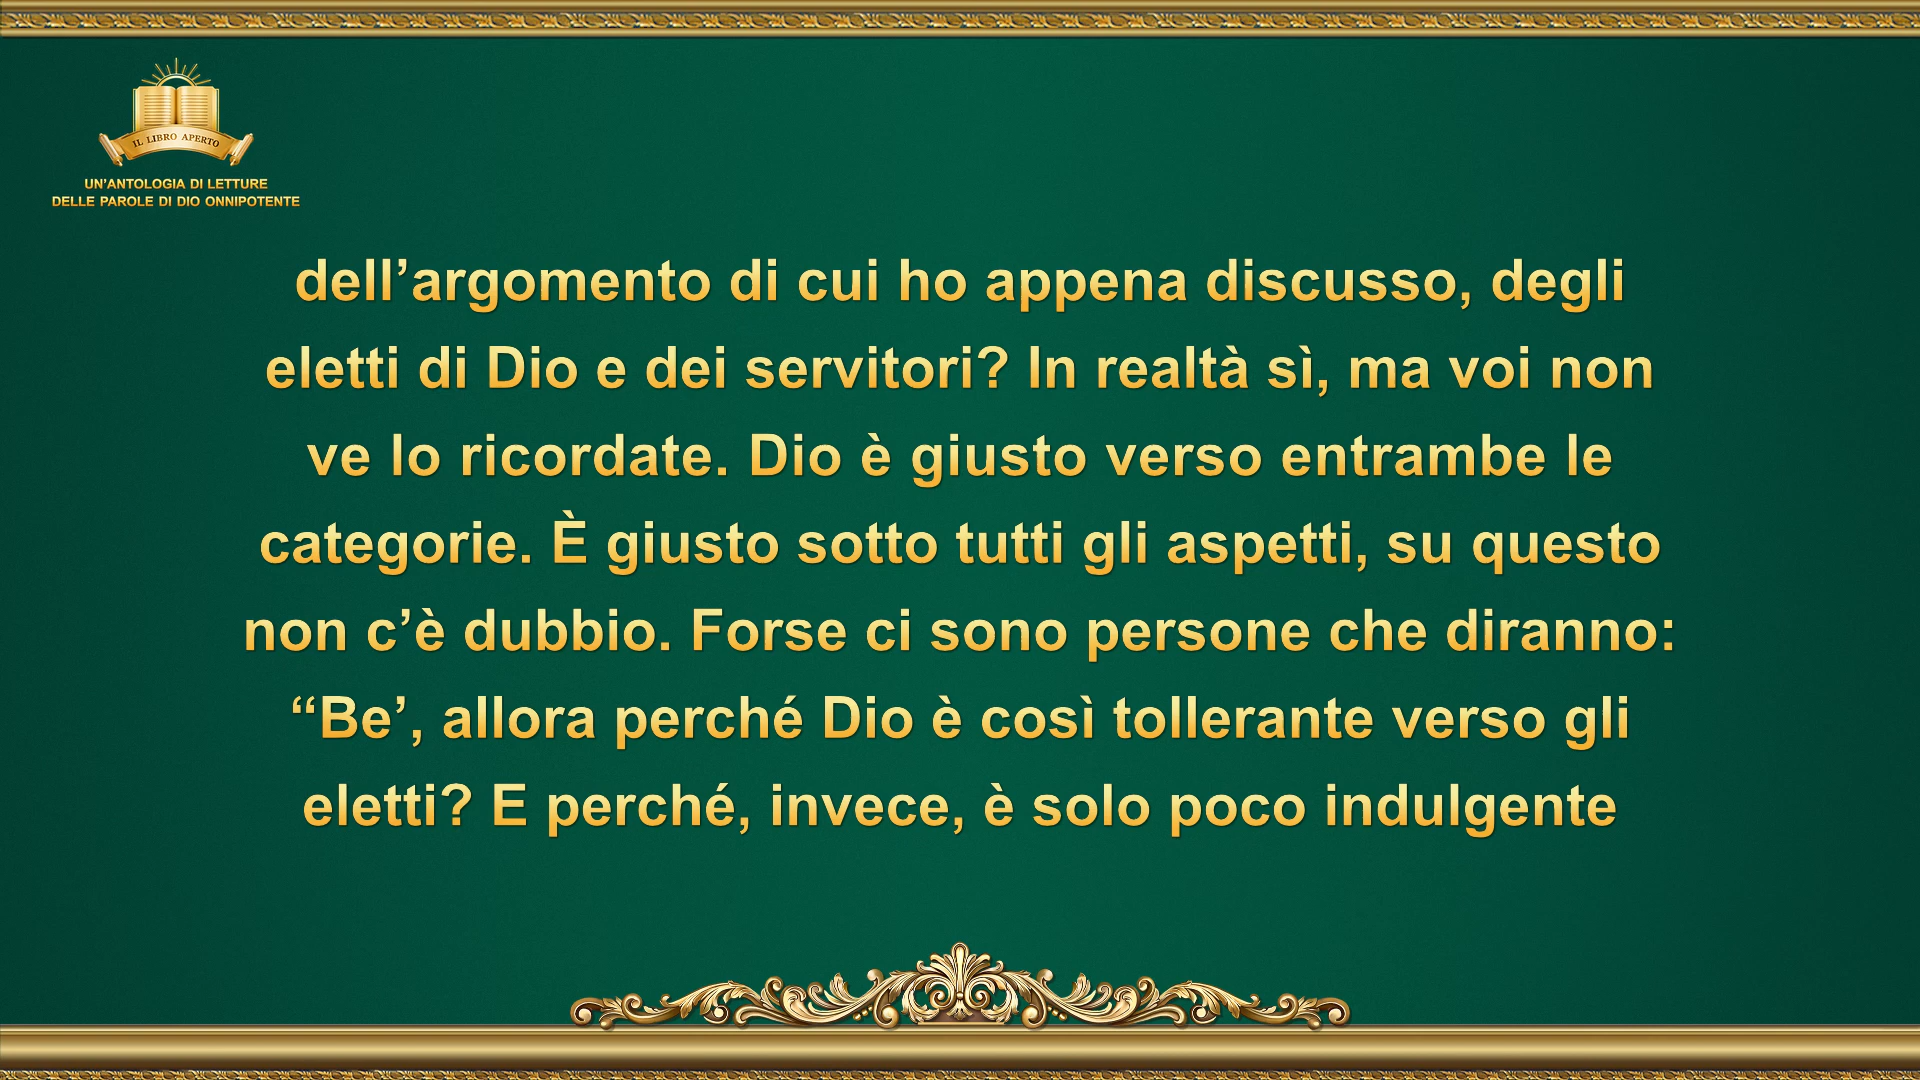 IL LIBRO APERTO
UN’ANTOLOGIA DI LETTURE
DELLE PAROLE DI DIO ONNIPOTENTE
dell’argomento di cui ho appena discusso, degli
eletti di Dio e dei servitori? In realtà sì, ma voi non
ve lo ricordate. Dio è giusto verso entrambe le
categorie. È giusto sotto tutti gli aspetti, su questo
non c’è dubbio. Forse ci sono persone che diranno:
“Be’, allora perché Dio è così tollerante verso gli
eletti? E perché, invece, è solo poco indulgente